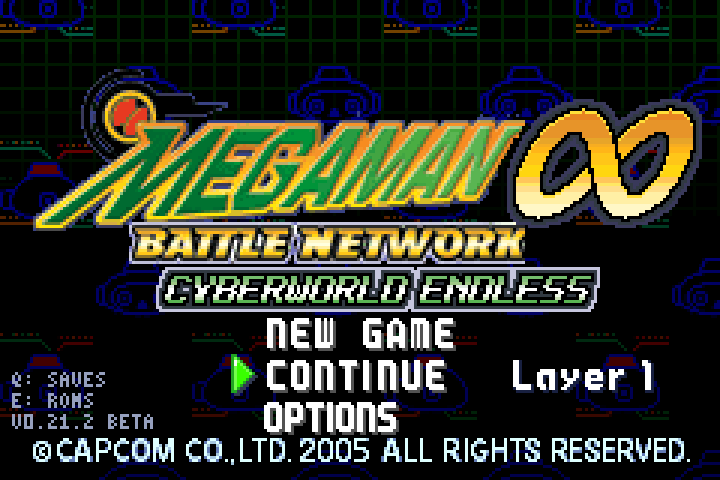 MEGAMAN ∞
BATTLE NETWORK
CYBERWORLD ENDLESS
NEW GAME
CONTINUE Layer 1
OPTIONS
Q: SAVES
E: ROMS
V0.21.2 BETA
©CAPCOM CO.,LTD. 2005 ALL RIGHTS RESERVED.